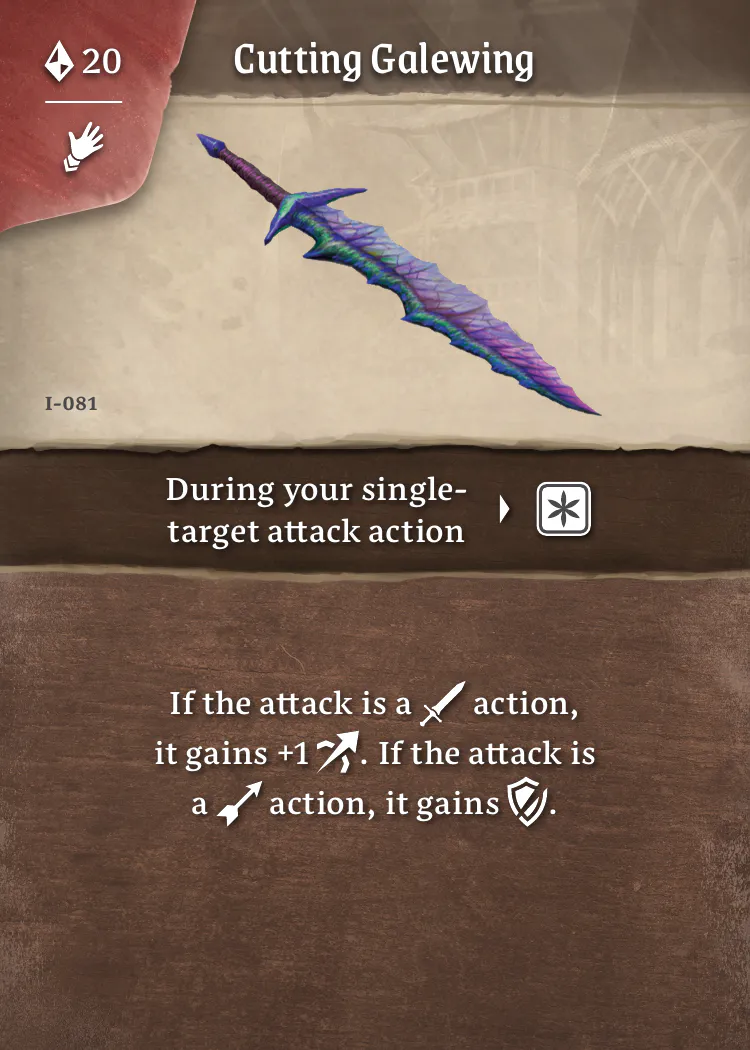 20
Cutting Galewing
I-081
During your single-
target attack action
If the attack is a action,
it gains +1 . If the attack is
a action, it gains .